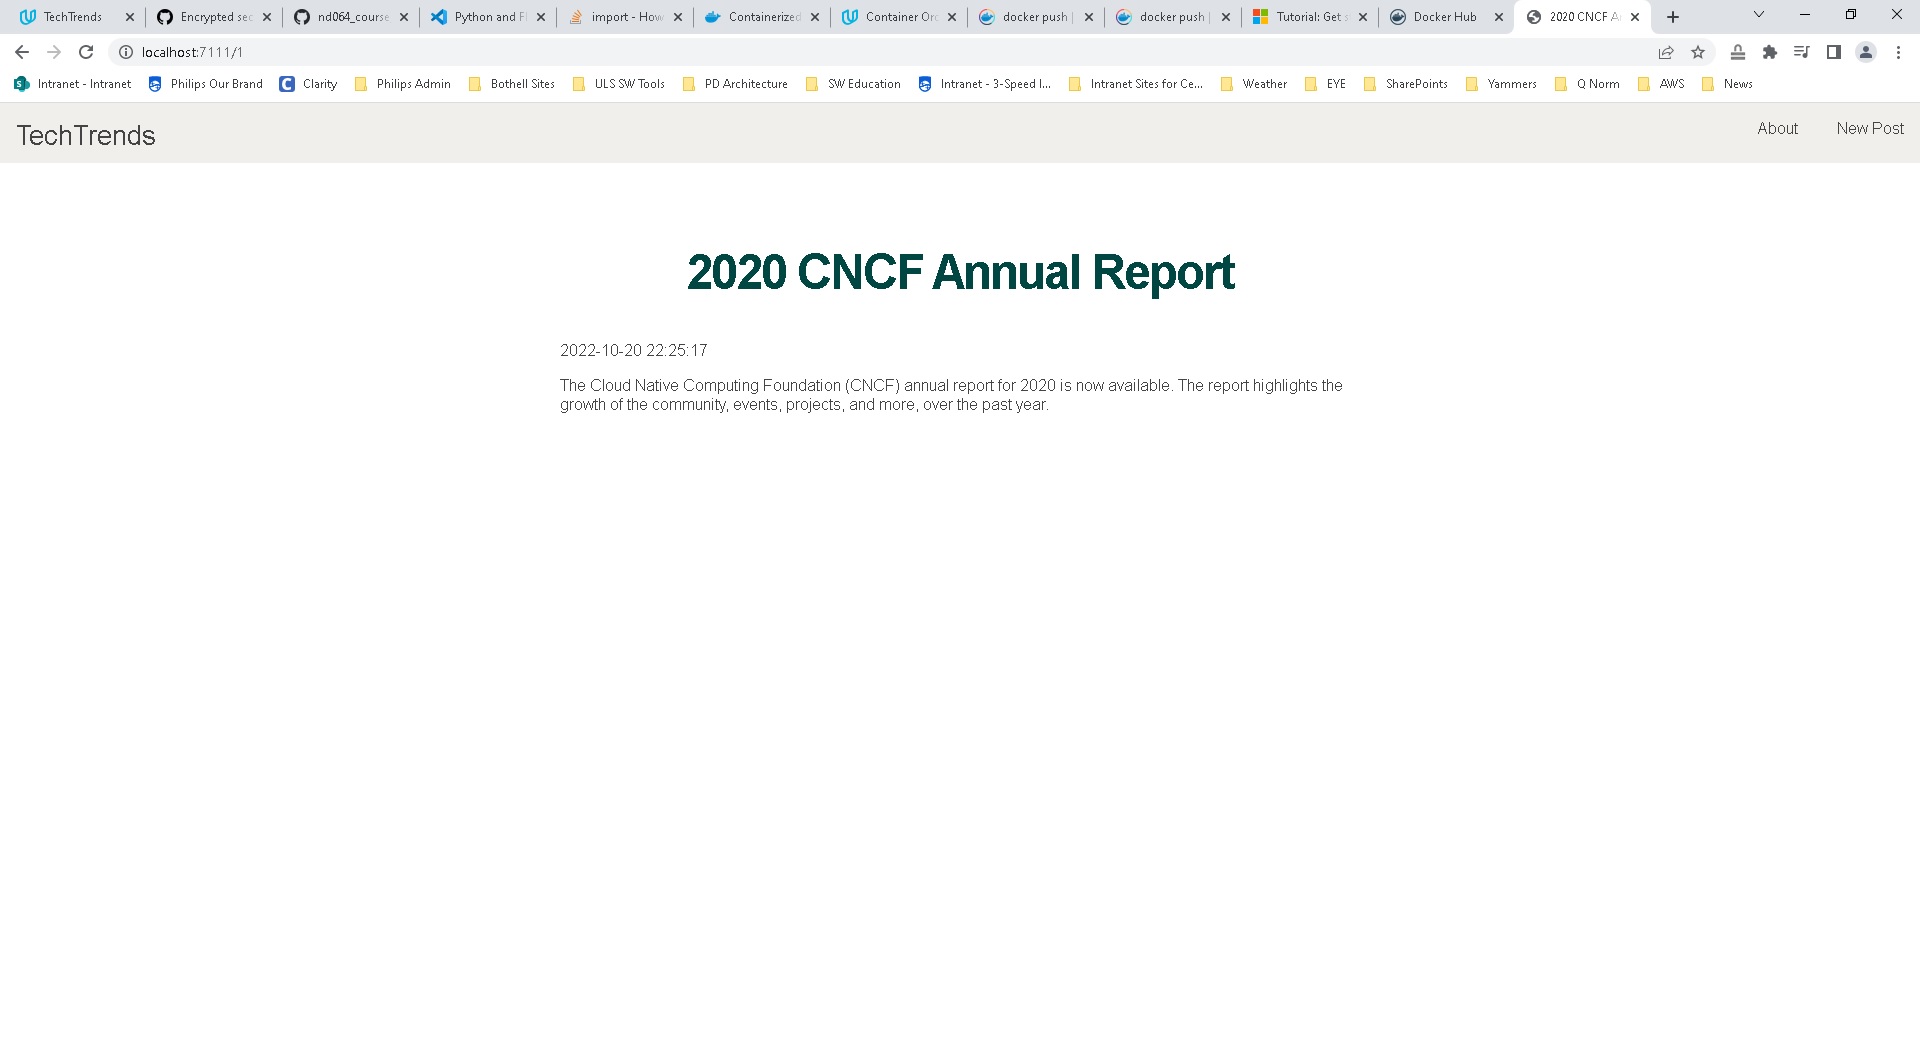 TechTrends
Encrypted sec
nd064_course
Python and Fl
import - How
Containerized
Container Orc
docker push |
docker push |
Tutorial: Get s
Docker Hub
2020 CNCF A
localhost:7111/1
Intranet - Intranet
Philips Our Brand
Clarity
Philips Admin
Bothell Sites
ULS SW Tools
PD Architecture
SW Education
Intranet - 3-Speed I...
Intranet Sites for Ce...
Weather
EYE
SharePoints
Yammers
Q Norm
AWS
News
TechTrends
About
New Post
2020 CNCF Annual Report
2022-10-20 22:25:17
The Cloud Native Computing Foundation (CNCF) annual report for 2020 is now available. The report highlights the
growth of the community, events, projects, and more, over the past year.